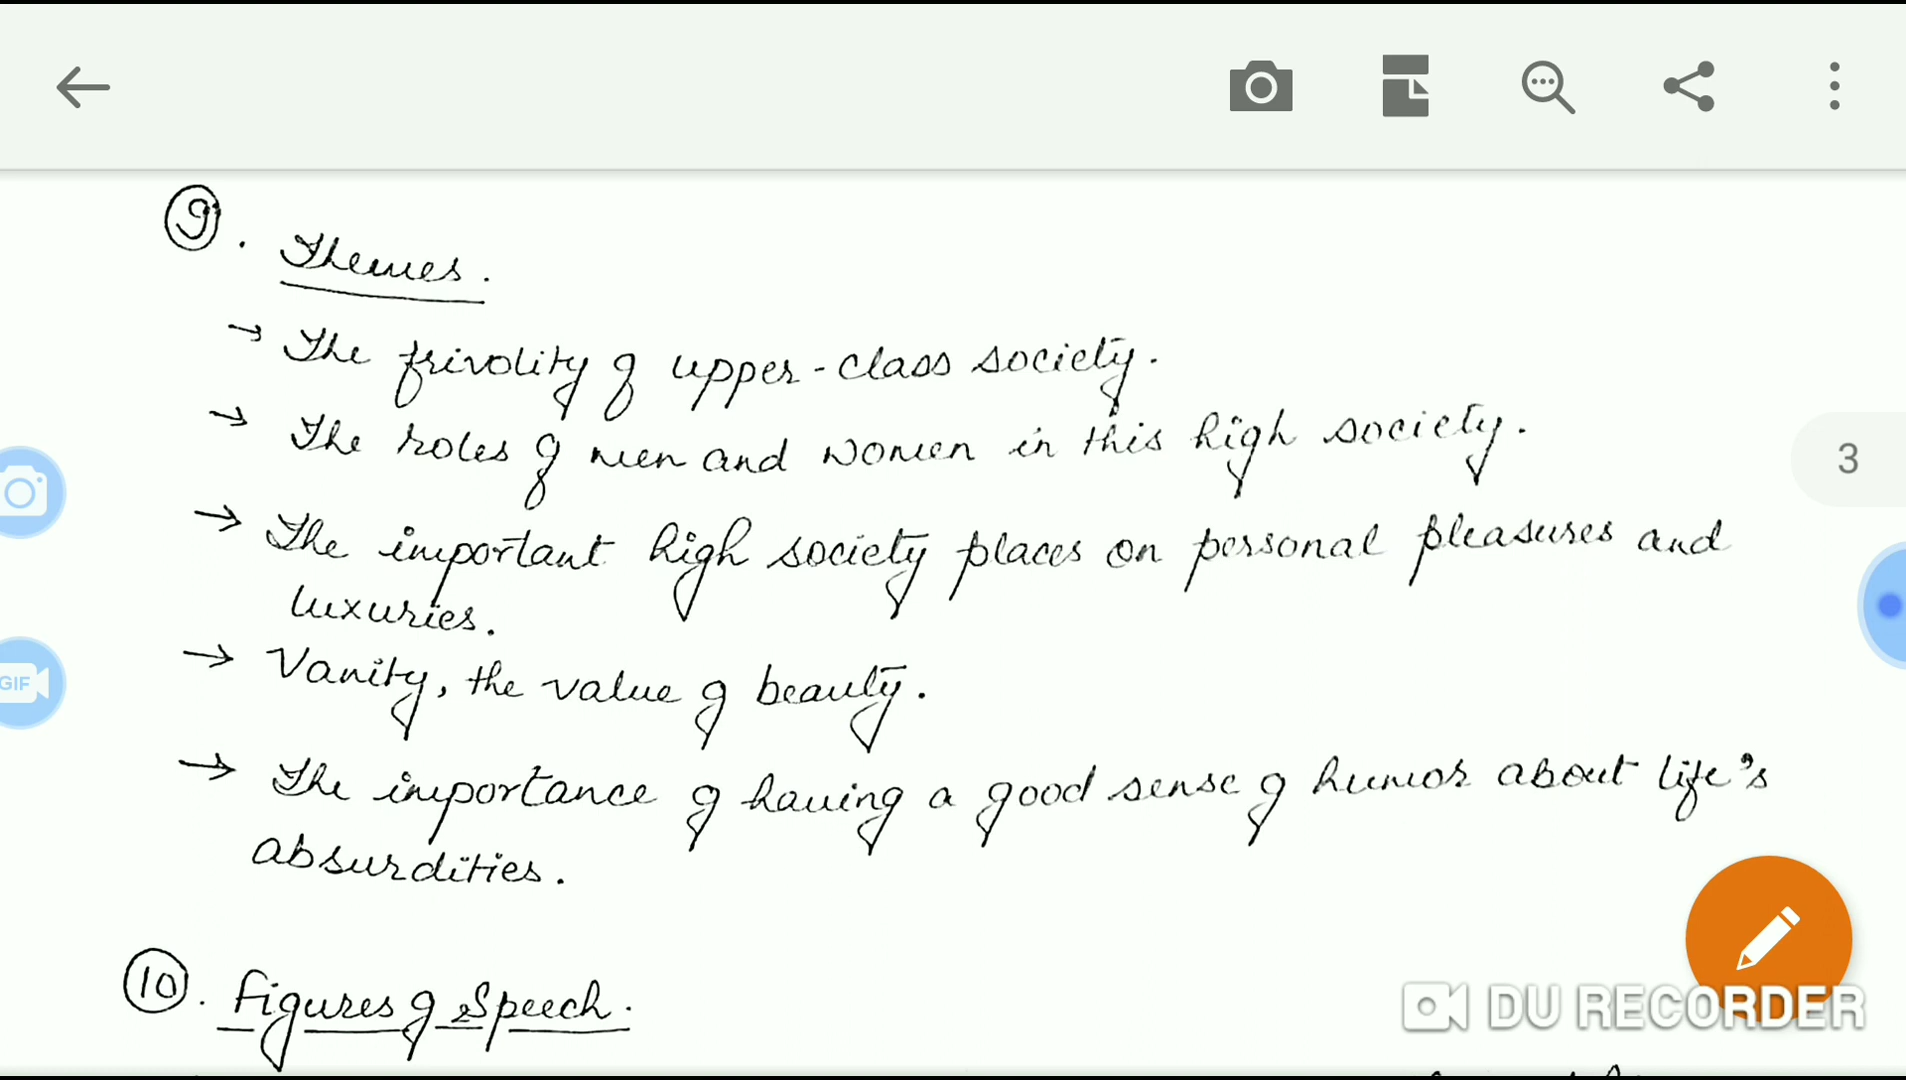 9. Themes.
→ The frivolity of upper-class society.
→ The roles of men and women in this high society.
3
→ The important high society places on personal pleasures and
luxuries.
→ Vanity, the value of beauty.
GIF
→ The importance of having a good sense of humor about life's
absurdities.
10. Figures of Speech.
DU RECORDER